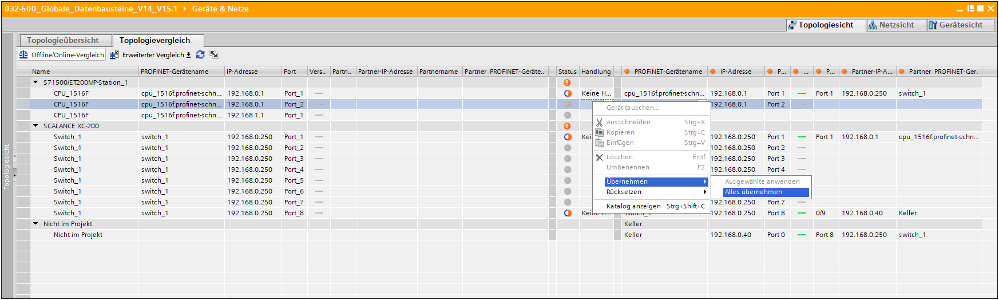 032-600_Globale_Datenbausteine_V14_V15.1 ▸ Geräte & Netze
Topologiesicht Netzsicht Gerätesicht
Topologieübersicht Topologievergleich
Offline/Online-Vergleich Erweiterter Vergleich
Name PROFINET-Gerätename IP-Adresse Port Vers.. Partn.. Partner-IP-Adresse Partnername Partner PROFINET-Geräte.. Status Handlung PROFINET-Gerätename IP-Adresse P... ... P... Partner-IP-A... Partner PROFINET-Ger.
S71500/ET200MP-Station_1
CPU_1516F cpu_1516f.profinet-schn... 192.168.0.1 Port_1 Keine H... cpu_1516f.profinet-schn... 192.168.0.1 Port 1 Port 1 192.168.0.250 switch_1
CPU_1516F cpu_1516f.profinet-schn... 192.168.0.1 Port_2 192.168.0.1 Port 2
CPU_1516F cpu_1516f.profinet-schn... 192.168.1.1 Port_1
SCALANCE XC-200
Switch_1 switch_1 192.168.0.250 Port_1 Kei 192.168.0.250 Port 1 Port 1 192.168.0.1 cpu_1516f.profinet-schn...
Switch_1 switch_1 192.168.0.250 Port_2 192.168.0.250 Port 2
Switch_1 switch_1 192.168.0.250 Port_3 192.168.0.250 Port 3
Switch_1 switch_1 192.168.0.250 Port_4 192.168.0.250 Port 4
Switch_1 switch_1 192.168.0.250 Port_5
Switch_1 switch_1 192.168.0.250 Port_6
Switch_1 switch_1 192.168.0.250 Port_7 192.168.0.250 Port 7
Switch_1 switch_1 192.168.0.250 Port_8 Keine H... switch_1 192.168.0.250 Port 8 0/9 192.168.0.40 Keller
Nicht im Projekt Keller
Nicht im Projekt Keller 192.168.0.40 Port 0 Port 8 192.168.0.250 switch_1
Gerät tauschen...
Ausschneiden Strg+X
Kopieren Strg+C
Einfügen Strg+V
Löschen Entf
Umbenennen F2
Übernehmen
Rücksetzen
Katalog anzeigen Strg+Shift+C
Ausgewählte anwenden
Alles übernehmen
Topologiesicht